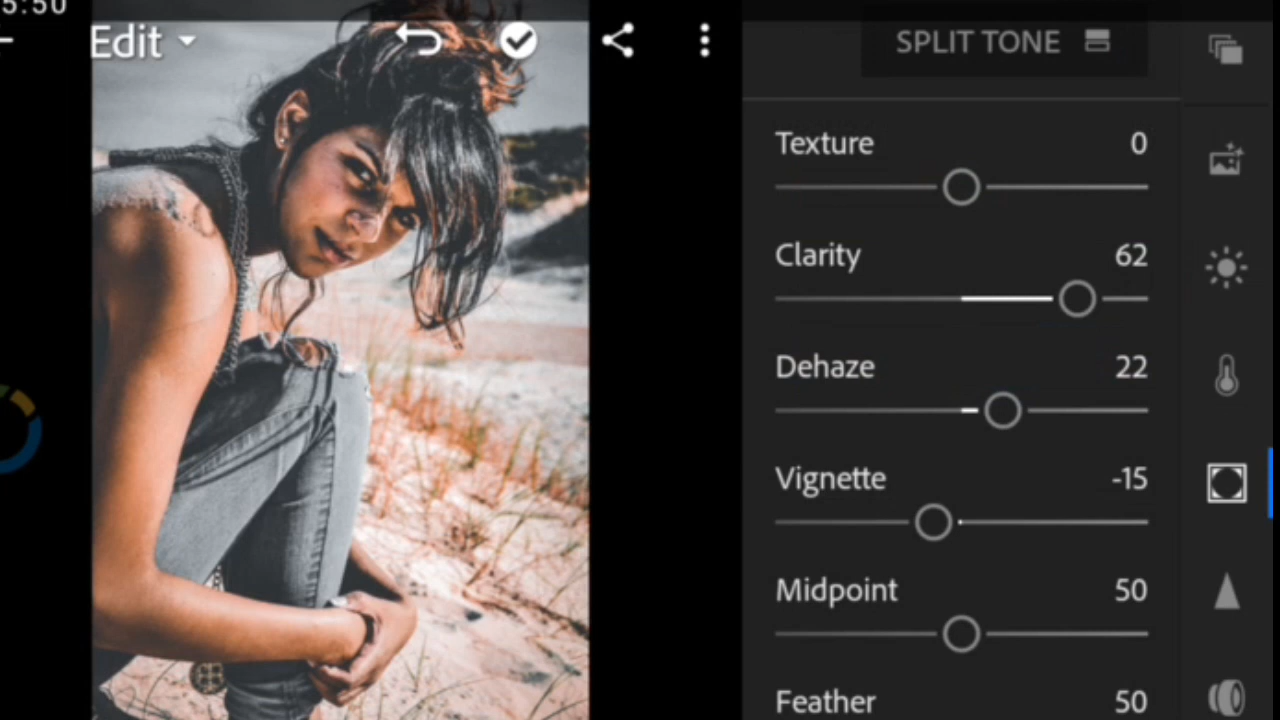 5:50
Edit
SPLIT TONE
Texture 0
Clarity 62
Dehaze 22
Vignette -15
Midpoint 50
Feather 50